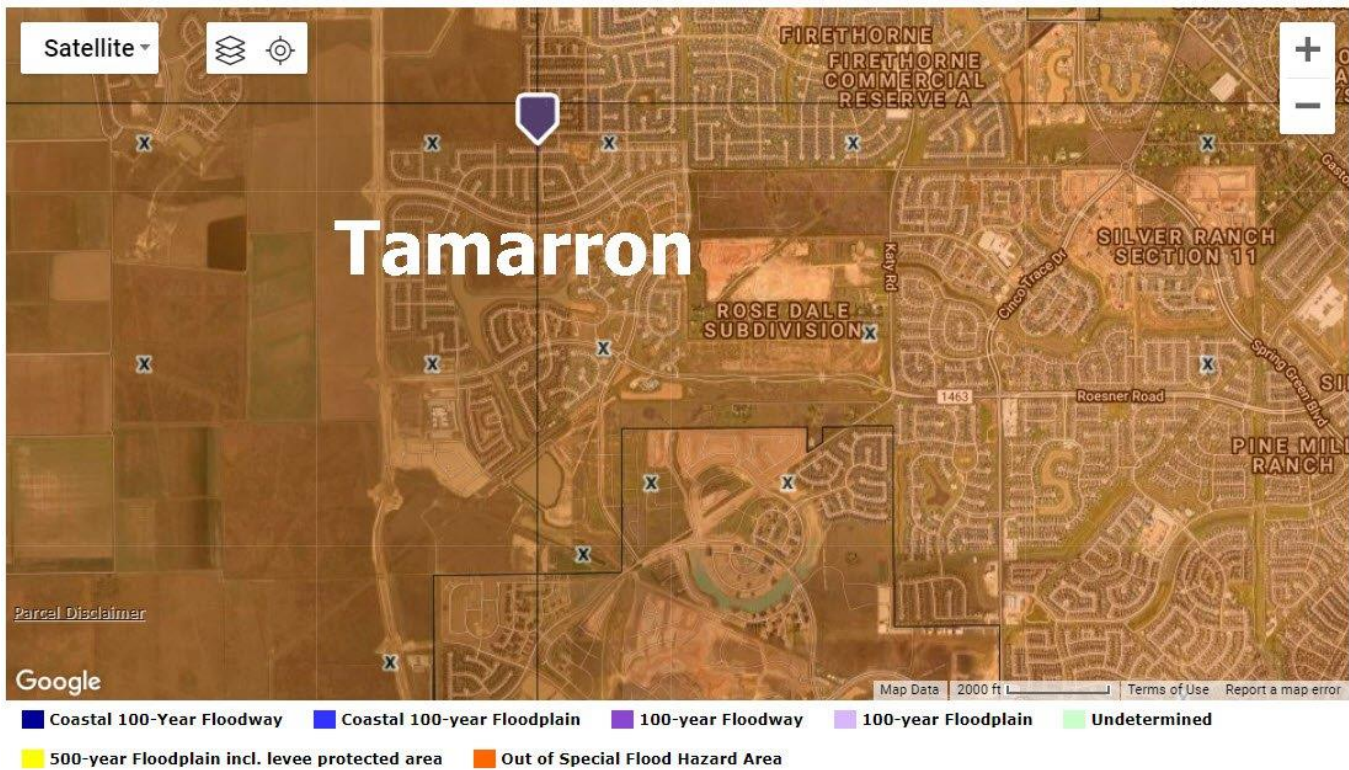 Satellite
FIRETHORNE
FIRETHORNE
COMMERCIAL
RESERVE A
X
X
X
X
X
Tamarron
Katy Rd
Cinco Trace Dr
SILVER RANCH
SECTION 11
ROSE DALE
SUBDIVISION
X
X
X
X
X
Spring Green Blvd
1463
Roesner Road
PINE MILL
RANCH
X
X
X
Parcel Disclaimer
X
Google
Map Data
2000 ft
Terms of Use
Report a map error
Coastal 100-Year Floodway
Coastal 100-year Floodplain
100-year Floodway
100-year Floodplain
Undetermined
500-year Floodplain incl. levee protected area
Out of Special Flood Hazard Area